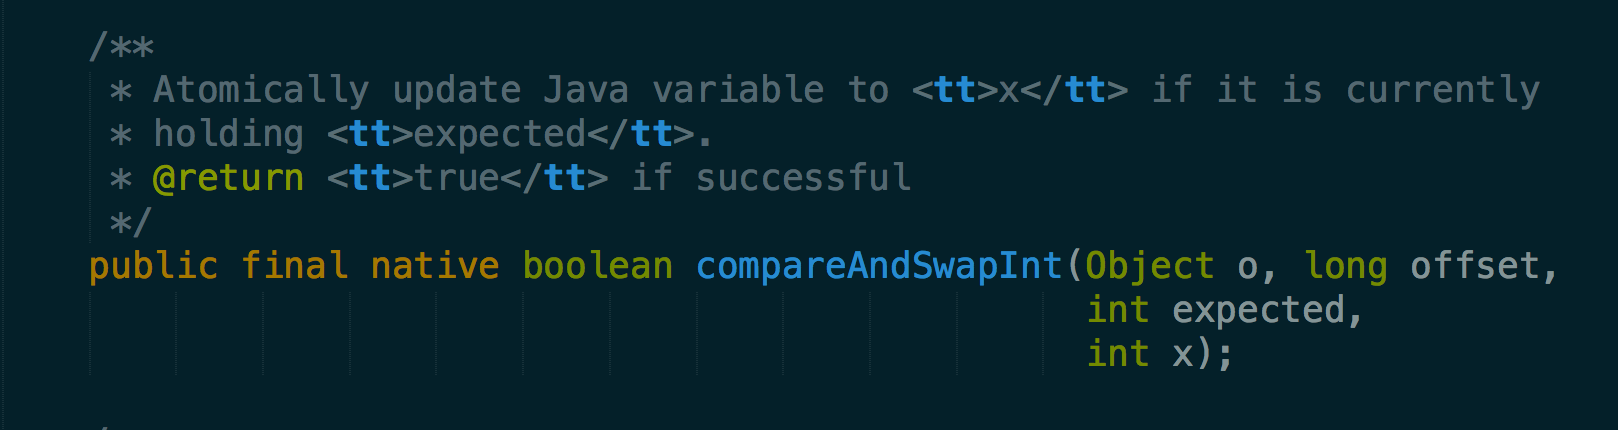 /**
* Atomically update Java variable to <tt>x</tt> if it is currently
* holding <tt>expected</tt>.
* @return <tt>true</tt> if successful
*/
public final native boolean compareAndSwapInt(Object o, long offset,
int expected,
int x);